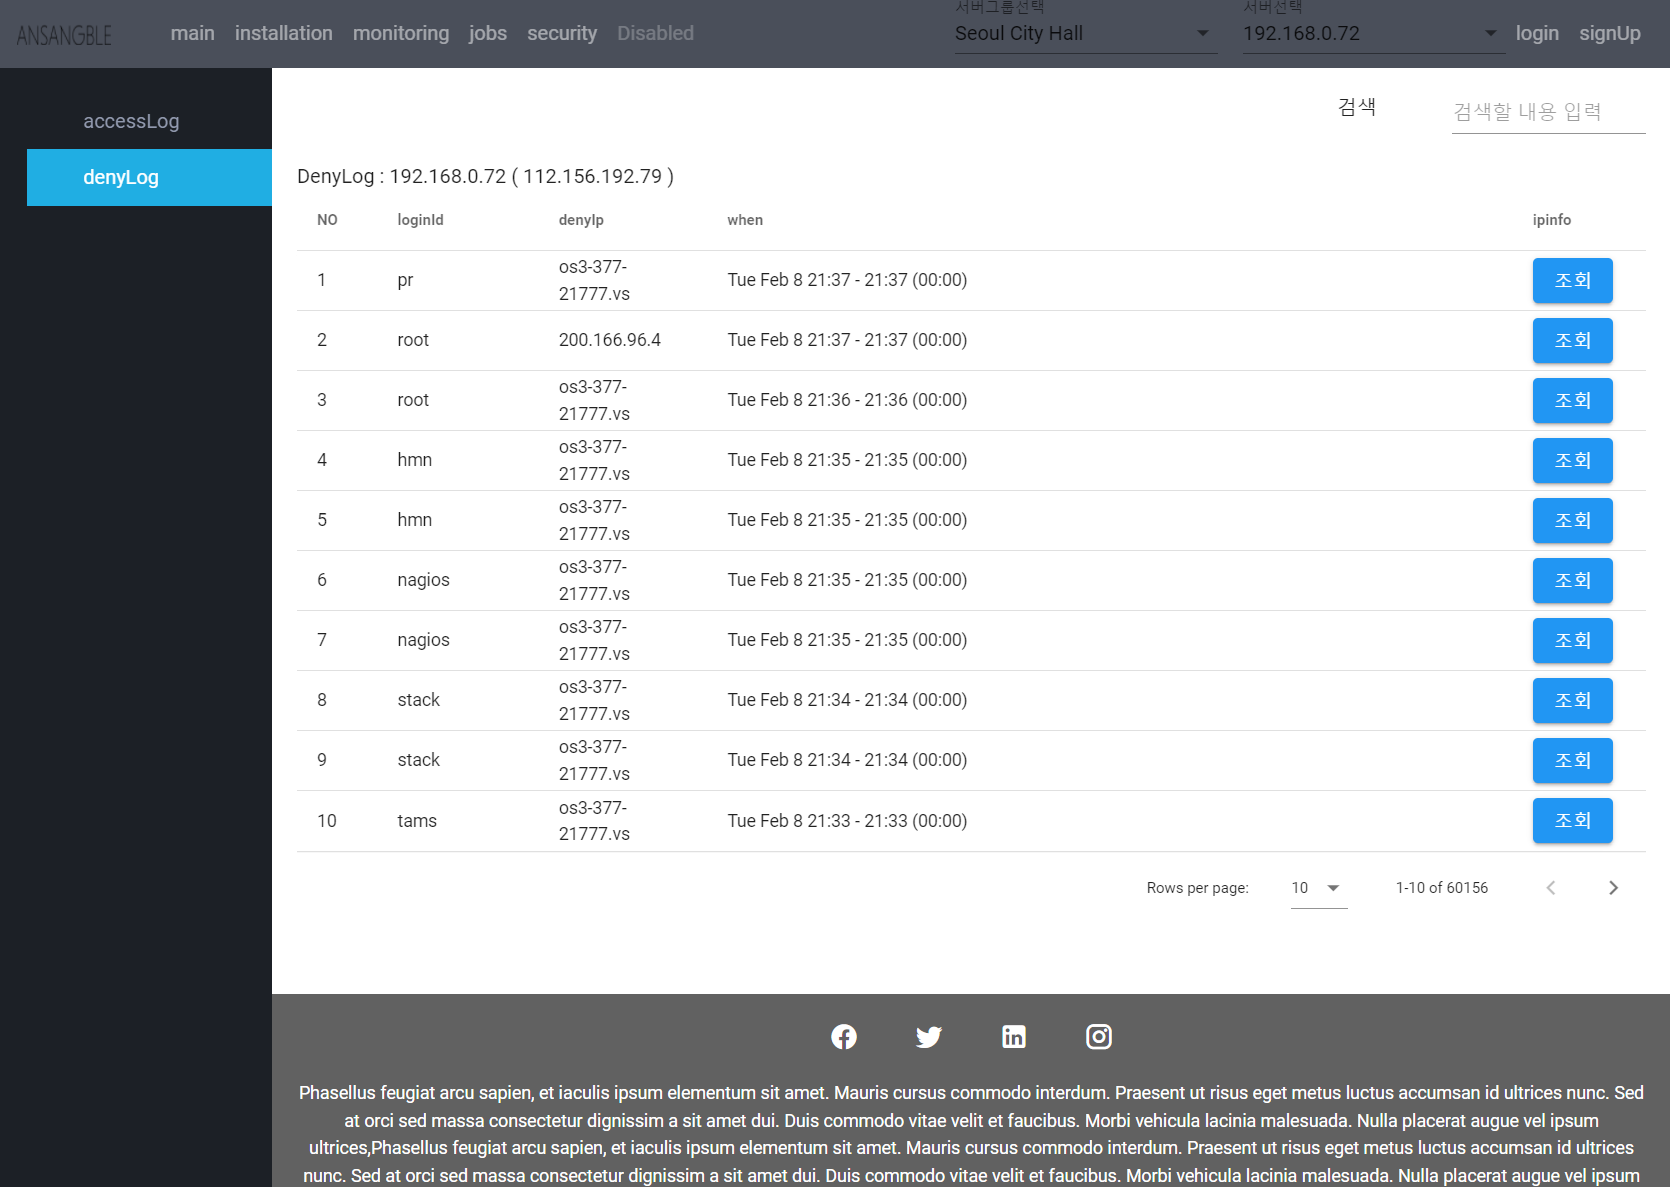 ANSANGBLE
main installation monitoring jobs security Disabled
서버그룹선택
Seoul City Hall
서버선택
192.168.0.72
login signUp
accessLog
denyLog
검색
검색할 내용 입력
DenyLog : 192.168.0.72 ( 112.156.192.79 )
NO loginId denyIp when ipinfo
1 pr os3-377-
21777.vs Tue Feb 8 21:37 - 21:37 (00:00) 조회
2 root 200.166.96.4 Tue Feb 8 21:37 - 21:37 (00:00) 조회
3 root os3-377-
21777.vs Tue Feb 8 21:36 - 21:36 (00:00) 조회
4 hmn os3-377-
21777.vs Tue Feb 8 21:35 - 21:35 (00:00) 조회
5 hmn os3-377-
21777.vs Tue Feb 8 21:35 - 21:35 (00:00) 조회
6 nagios os3-377-
21777.vs Tue Feb 8 21:35 - 21:35 (00:00) 조회
7 nagios os3-377-
21777.vs Tue Feb 8 21:35 - 21:35 (00:00) 조회
8 stack os3-377-
21777.vs Tue Feb 8 21:34 - 21:34 (00:00) 조회
9 stack os3-377-
21777.vs Tue Feb 8 21:34 - 21:34 (00:00) 조회
10 tams os3-377-
21777.vs Tue Feb 8 21:33 - 21:33 (00:00) 조회
Rows per page: 10 1-10 of 60156
Phasellus feugiat arcu sapien, et iaculis ipsum elementum sit amet. Mauris cursus commodo interdum. Praesent ut risus eget metus luctus accumsan id ultrices nunc. Sed
at orci sed massa consectetur dignissim a sit amet dui. Duis commodo vitae velit et faucibus. Morbi vehicula lacinia malesuada. Nulla placerat augue vel ipsum
ultrices,Phasellus feugiat arcu sapien, et iaculis ipsum elementum sit amet. Mauris cursus commodo interdum. Praesent ut risus eget metus luctus accumsan id ultrices
nunc. Sed at orci sed massa consectetur dignissim a sit amet dui. Duis commodo vitae velit et faucibus. Morbi vehicula lacinia malesuada. Nulla placerat augue vel ipsum